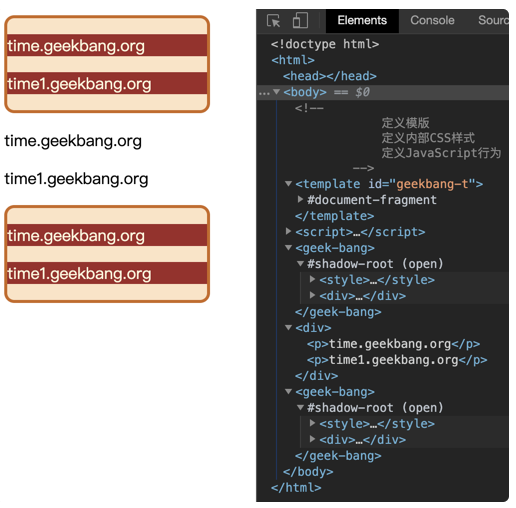 time.geekbang.org
time1.geekbang.org
time.geekbang.org
time1.geekbang.org
time.geekbang.org
time1.geekbang.org
Elements Console Sourc
<!doctype html>
<html>
<head></head>
… <body> == $0
<!--
定义模版
定义内部CSS样式
定义JavaScript行为
-->
<template id="geekbang-t">
#document-fragment
</template>
<script>…</script>
<geek-bang>
#shadow-root (open)
<style>…</style>
<div>…</div>
</geek-bang>
<div>
<p>time.geekbang.org</p>
<p>time1.geekbang.org</p>
</div>
<geek-bang>
#shadow-root (open)
<style>…</style>
<div>…</div>
</geek-bang>
</body>
</html>